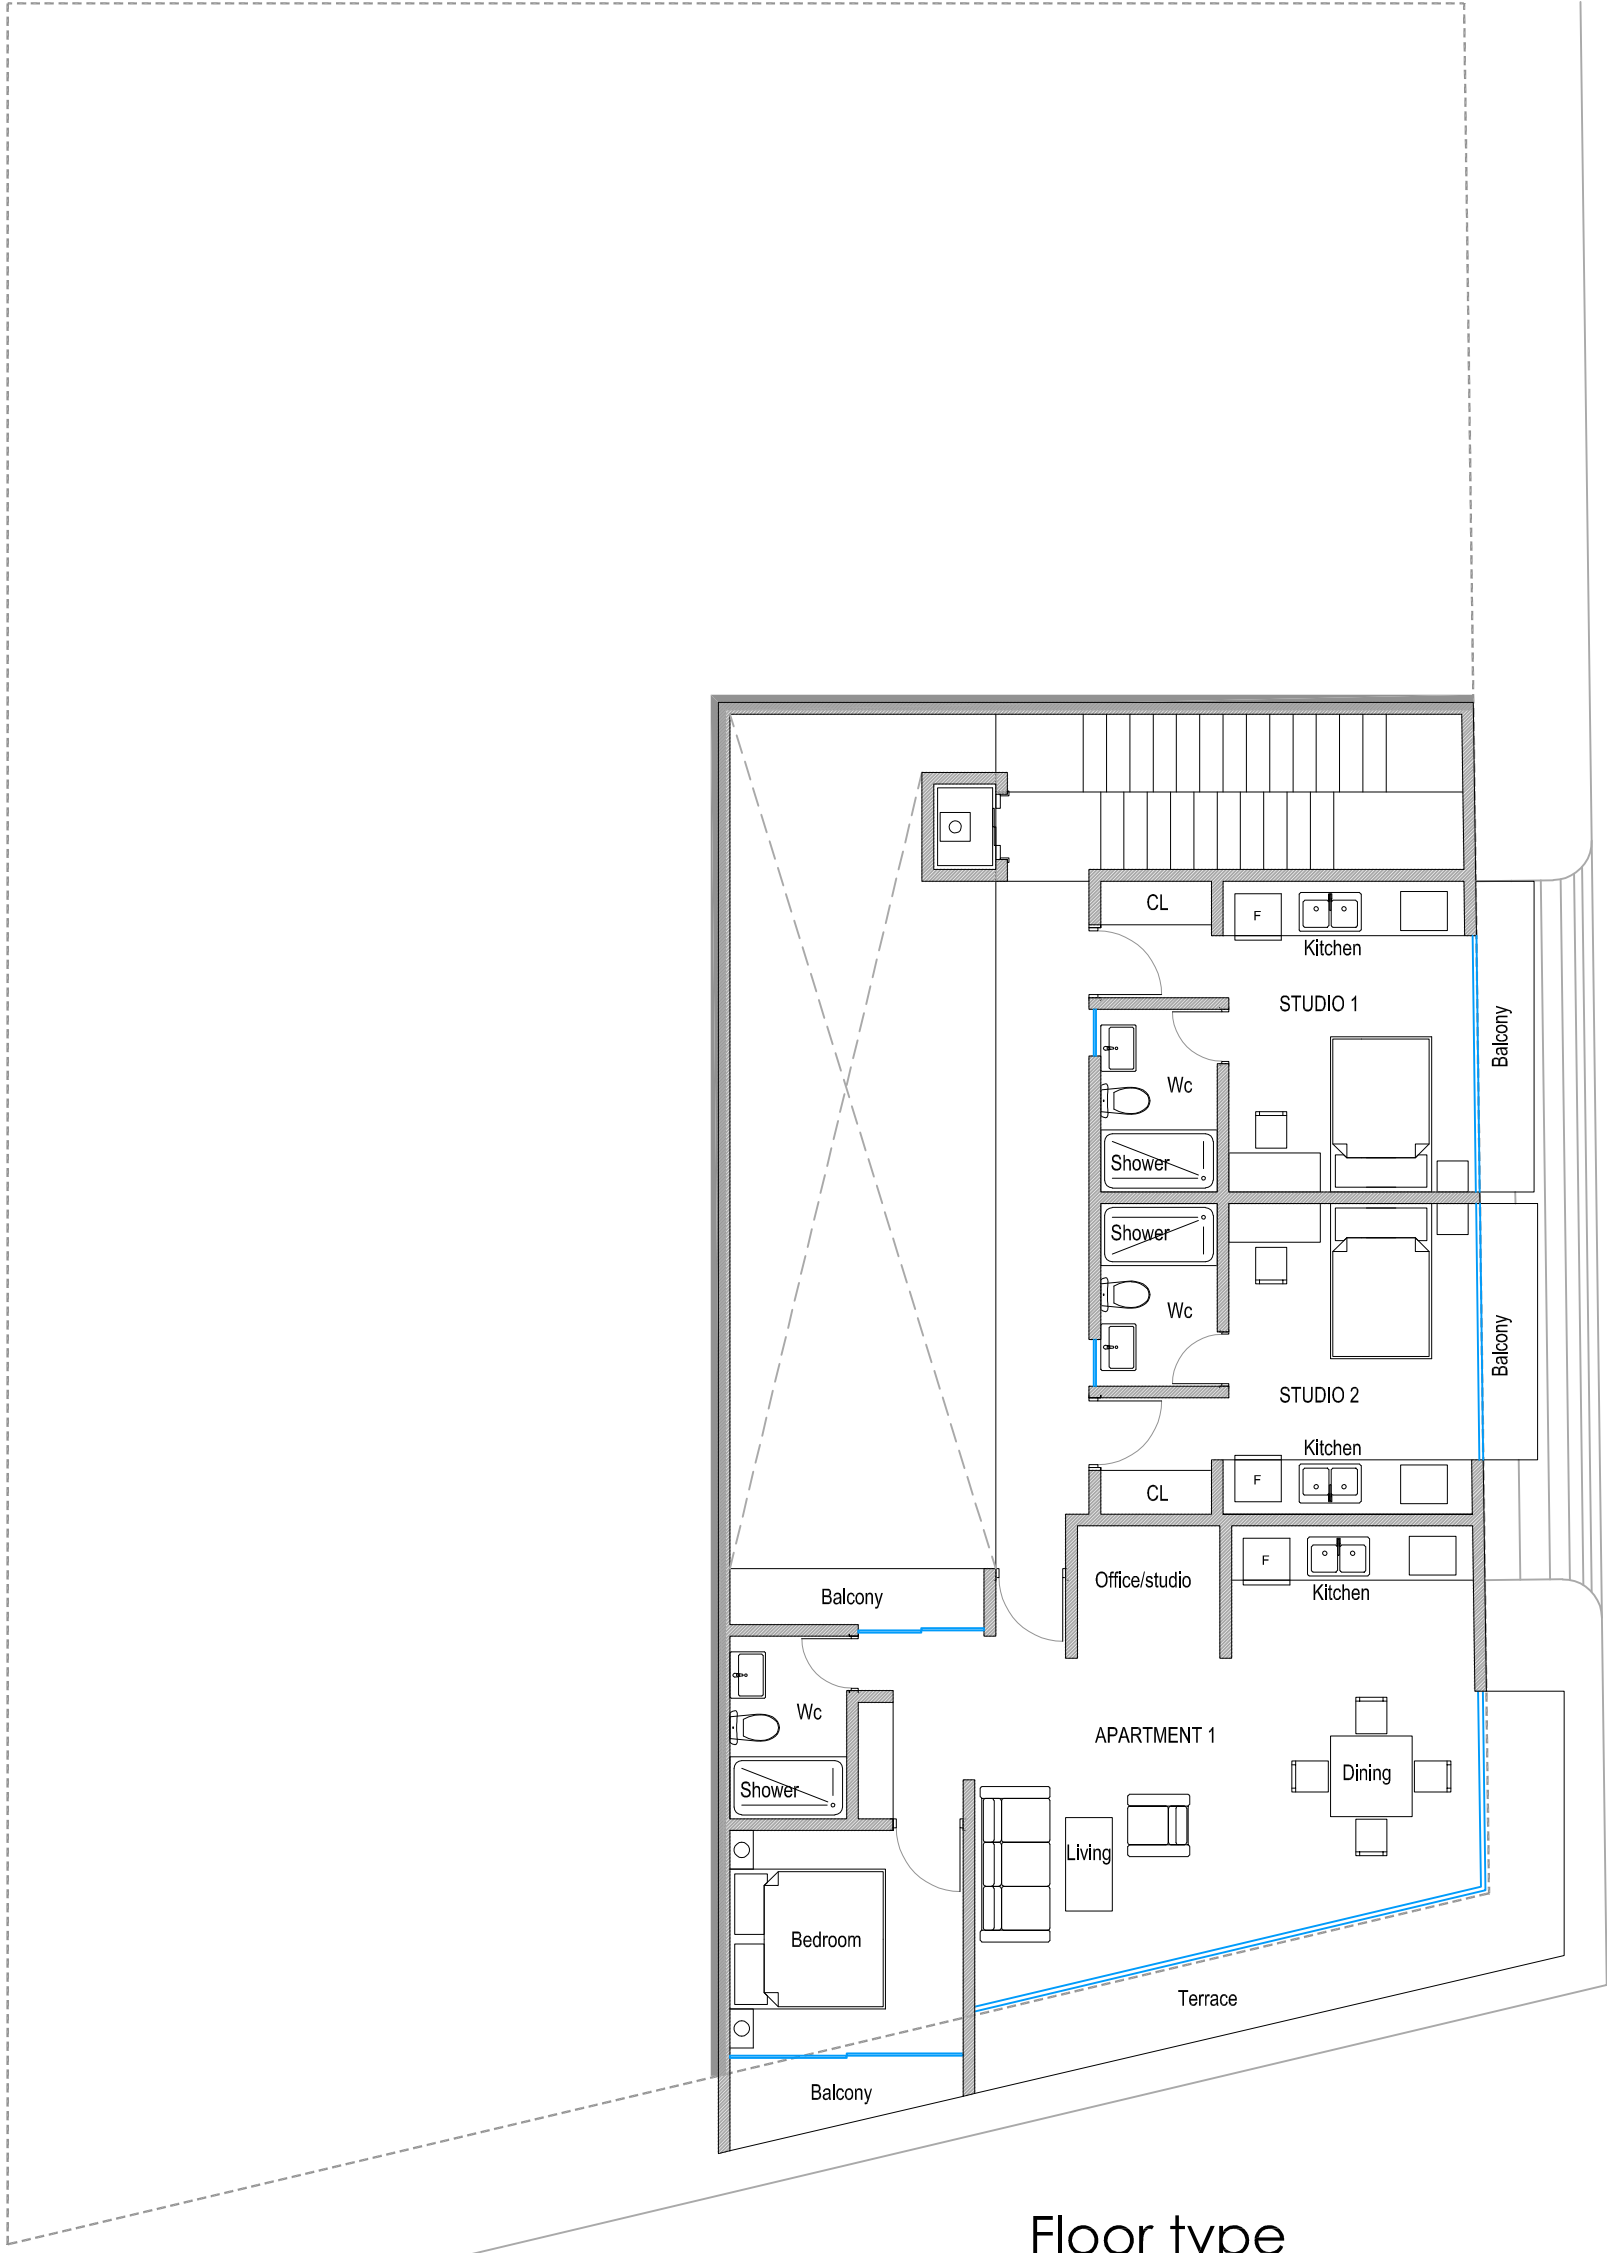 CL
F
Kitchen
STUDIO 1
Balcony
Wc
Shower
Shower
Wc
Balcony
STUDIO 2
Kitchen
F
CL
F
Office/studio
Kitchen
Balcony
Wc
APARTMENT 1
Dining
Shower
Living
Bedroom
Terrace
Balcony
Floor type